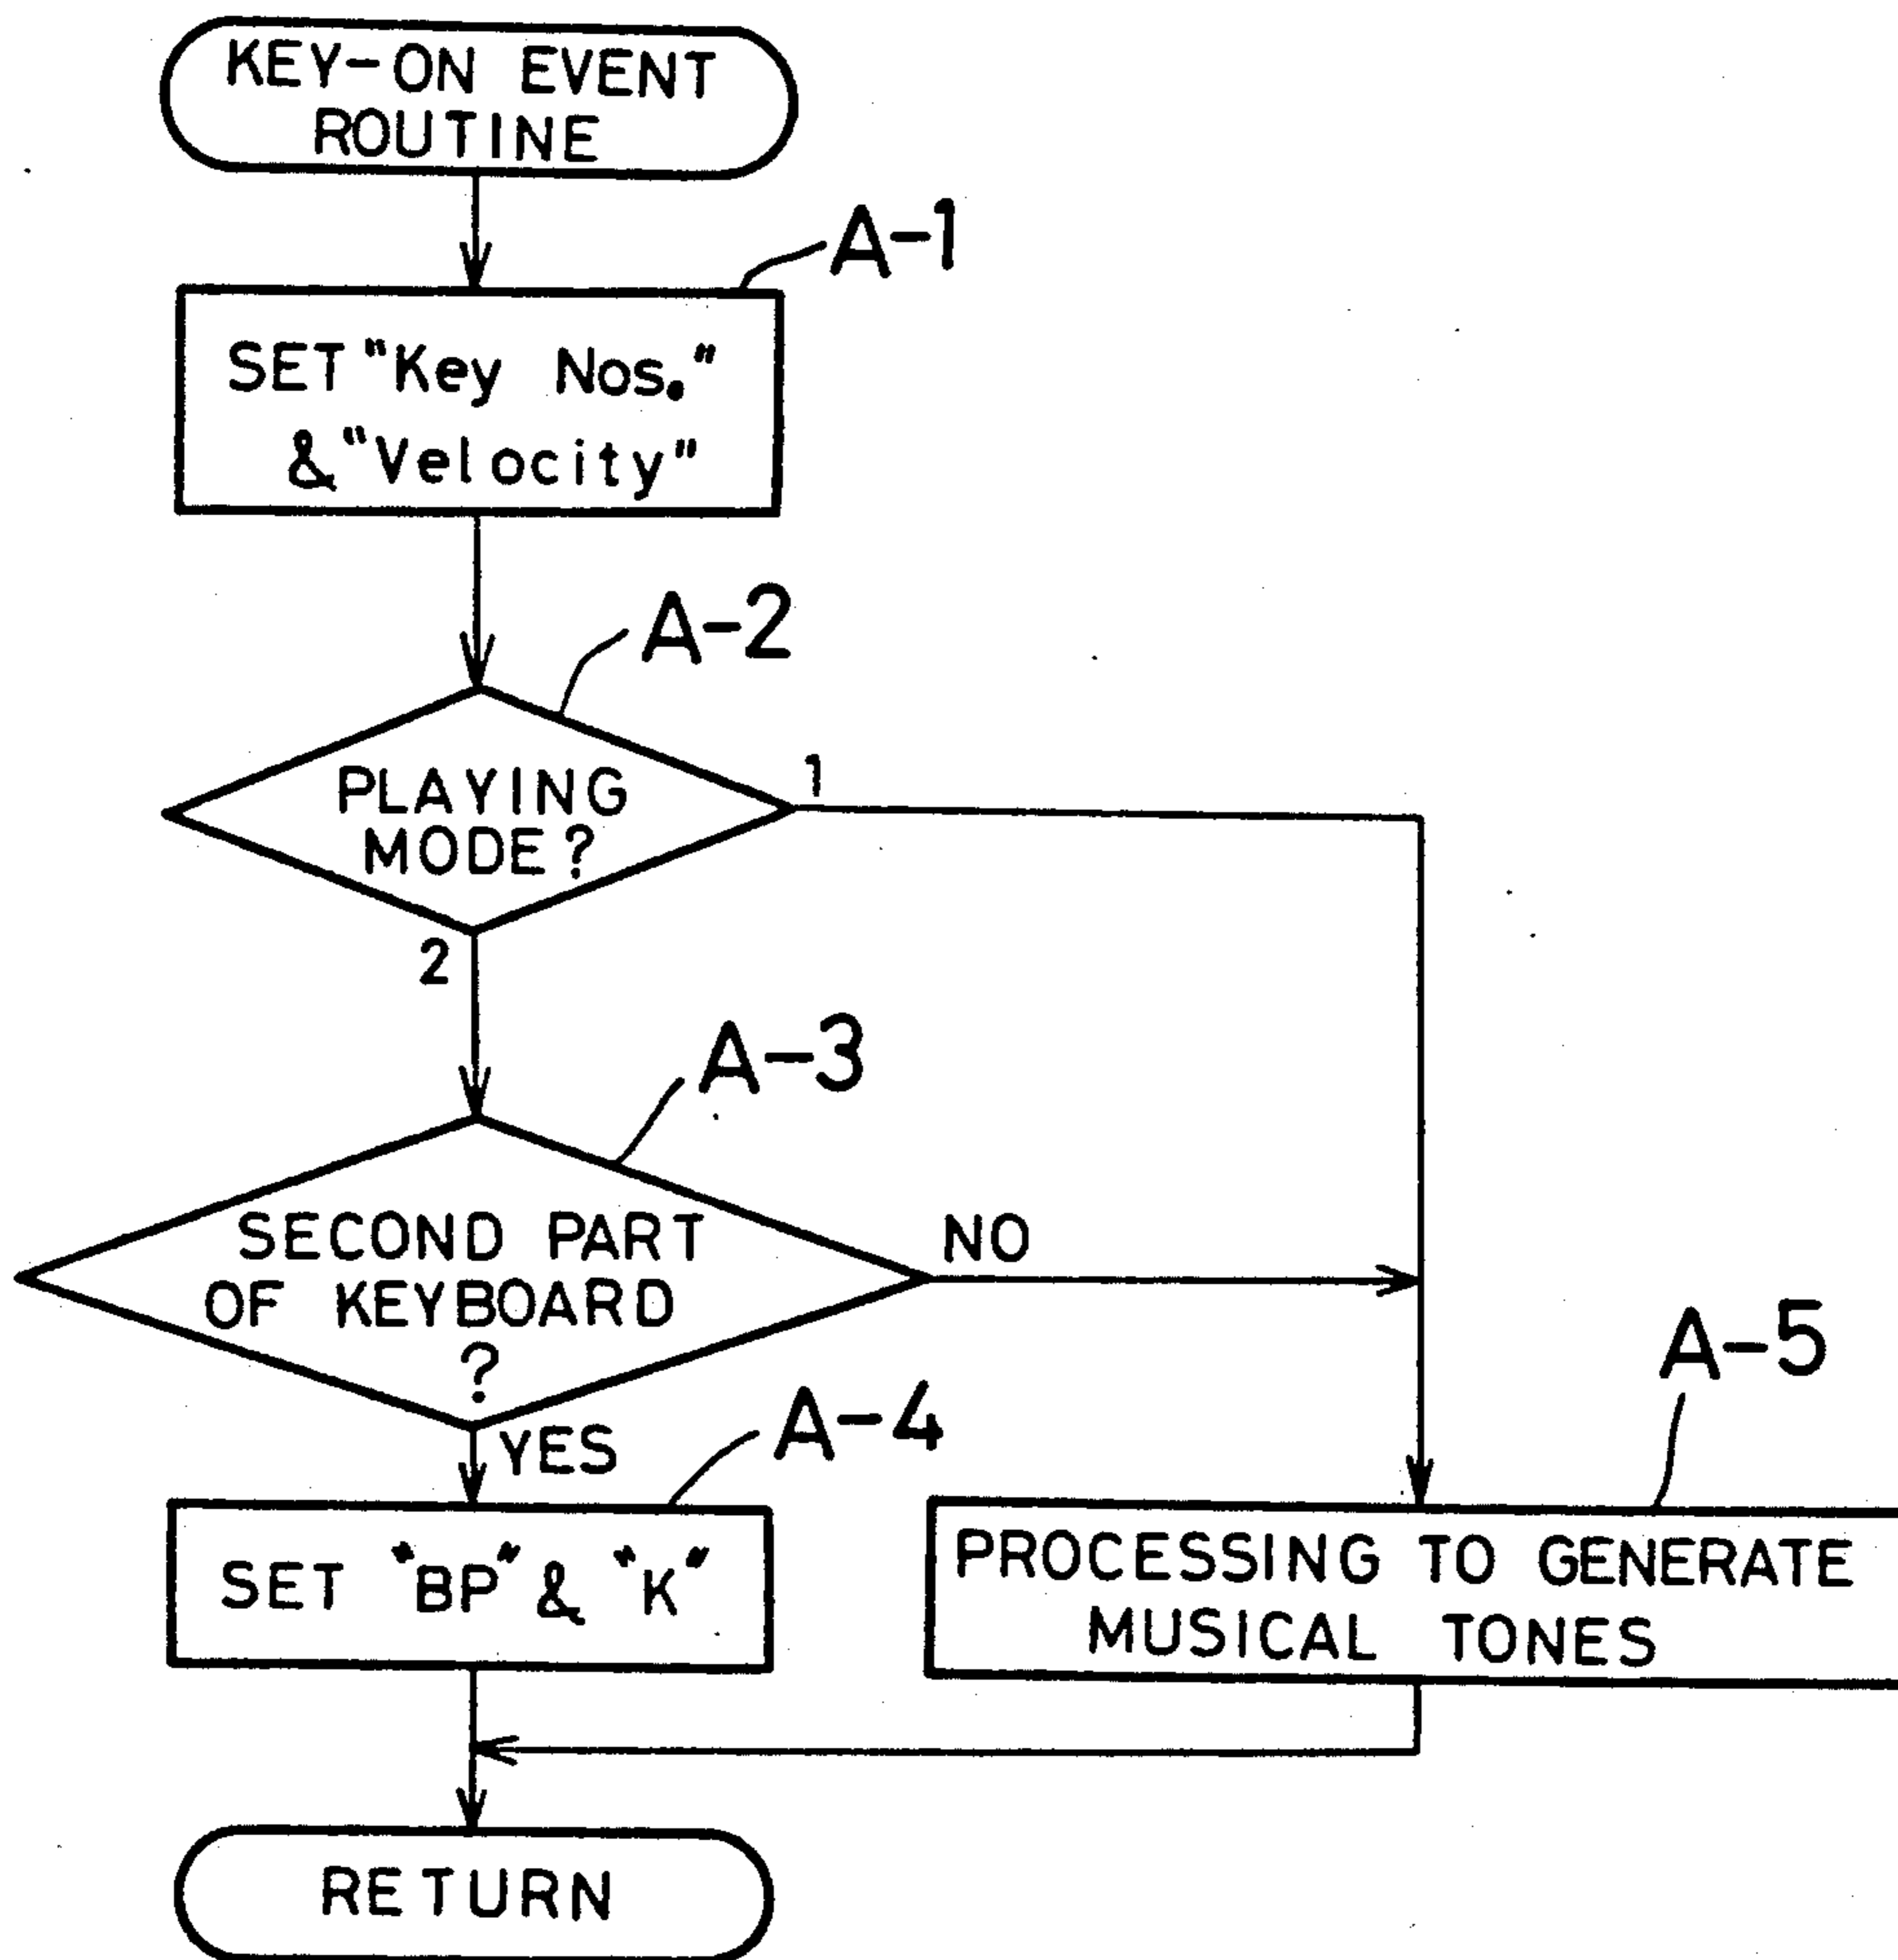 KEY-ON EVENT
ROUTINE
A-1
SET "Key Nos."
& "Velocity"
A-2
PLAYING
MODE?
1
2
A-3
SECOND PART
OF KEYBOARD
?
NO
YES
A-4
A-5
SET "BP" & "K"
PROCESSING TO GENERATE
MUSICAL TONES
RETURN